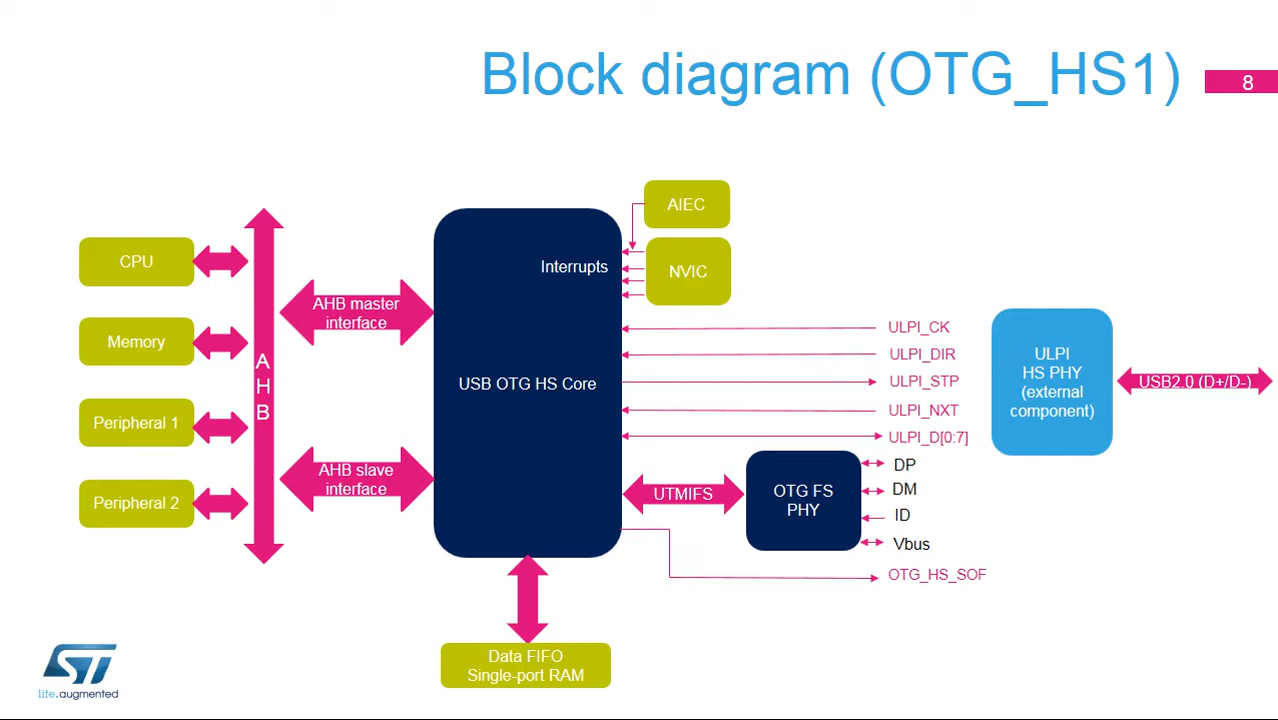 Block diagram (OTG_HS1)
8
AIEC
CPU
Interrupts
NVIC
AHB master
interface
ULPI_CK
ULPI_DIR
ULPI_STP
ULPI_NXT
ULPI_D[0:7]
ULPI
HS PHY
(external
component)
USB2.0 (D+/D-)
Memory
A
H
B
USB OTG HS Core
Peripheral 1
AHB slave
interface
UTMIFS
OTG FS
PHY
DP
DM
ID
Vbus
Peripheral 2
OTG_HS_SOF
Data FIFO
Single-port RAM
ST
life.augmented